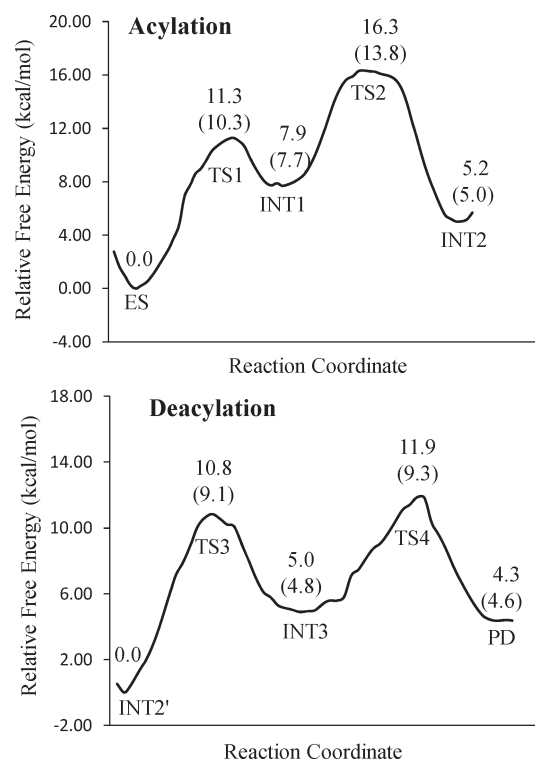 Acylation
Relative Free Energy (kcal/mol)
20.00
16.00
12.00
8.00
4.00
0.00
-4.00
0.0
ES
11.3
(10.3)
TS1
7.9
(7.7)
INT1
16.3
(13.8)
TS2
5.2
(5.0)
INT2
Reaction Coordinate
Deacylation
Relative Free Energy (kcal/mol)
18.00
14.00
10.00
6.00
2.00
-2.00
0.0
INT2'
10.8
(9.1)
TS3
5.0
(4.8)
INT3
11.9
(9.3)
TS4
4.3
(4.6)
PD
Reaction Coordinate